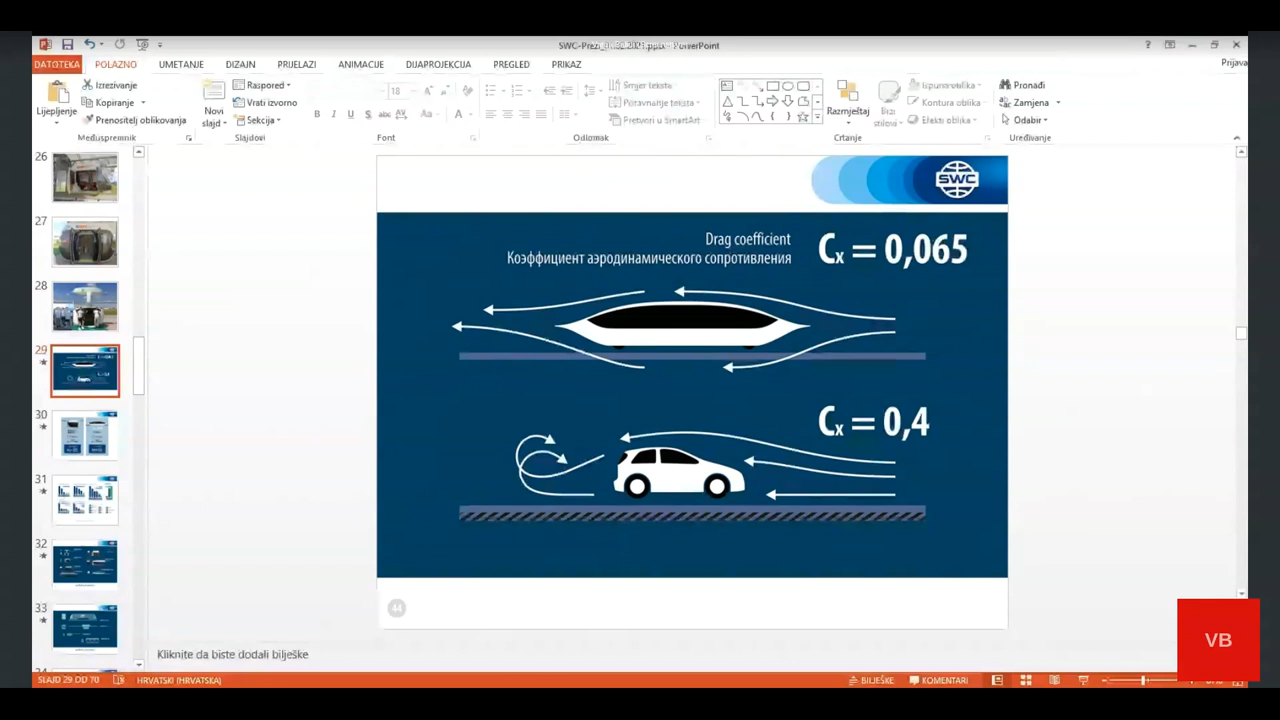 PowerPoint
DATOTEKA POLAZNO UMETANJE DIZAJN PRIJELAZI ANIMACIJE DIJAPROJEKCIJA PREGLED PRIKAZ Prijava
Lijepljenje
Izrezivanje
Kopiranje
Prenositelj oblikovanja
Međuspremnik
Novi
slajd
Raspored
Vrati izvorno
Sekcija
Slajdovi
18
Font
Smjer teksta
Poravnanje teksta
Pretvori u SmartArt
Odlomak
Razmještaj
Brzi
stilovi
Ispuna oblika
Kontura oblika
Efekti oblika
Crtanje
Pronađi
Zamjena
Odabir
Uređivanje
26
27
28
29
30
31
32
33
SWC
Drag coefficient
Коэффициент аэродинамического сопротивления
Cx = 0,065
Cx = 0,4
44
Kliknite da biste dodali bilješke
VB
SLAJD 29 OD 70 HRVATSKI (HRVATSKA) BILJEŠKE KOMENTARI